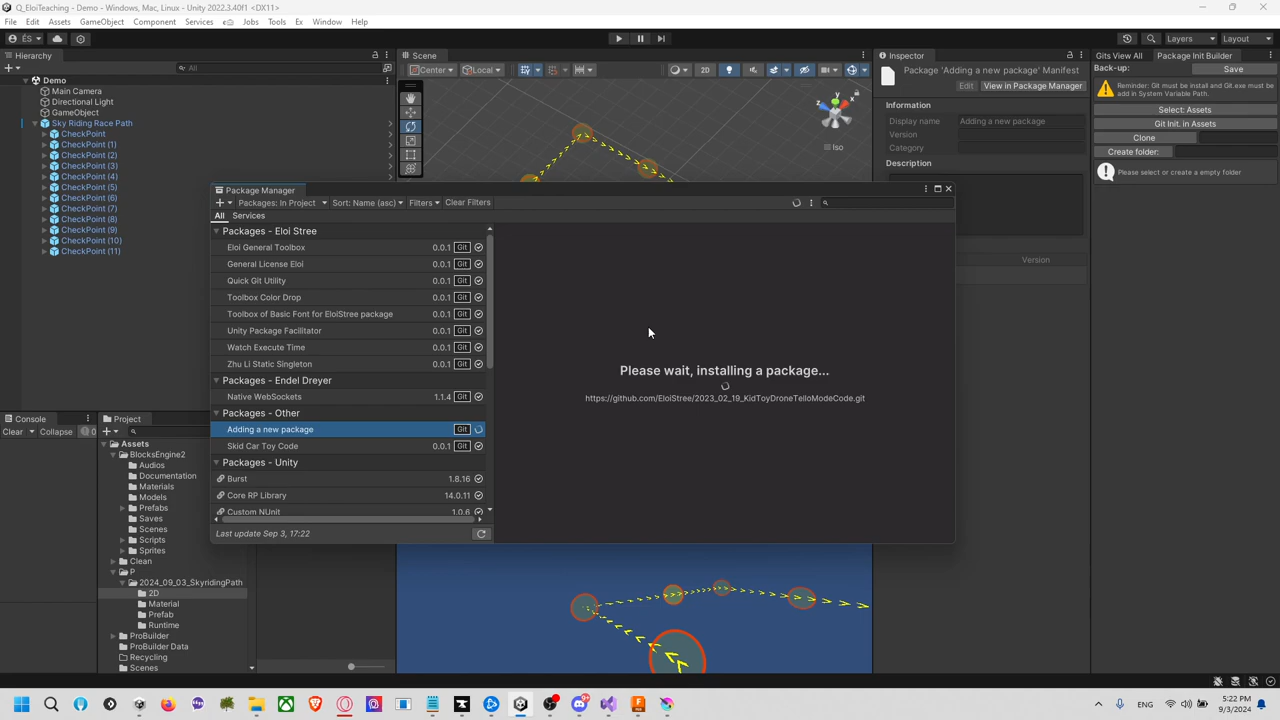 Q_EloiTeaching - Demo - Windows, Mac, Linux - Unity 2022.3.40f1 <DX11>
File Edit Assets GameObject Component Services Jobs Tools Ex Window Help
ÉS
Layers Layout
Hierarchy
All
Demo
Main Camera
Directional Light
GameObject
Sky Riding Race Path
CheckPoint
CheckPoint (1)
CheckPoint (2)
CheckPoint (3)
CheckPoint (4)
CheckPoint (5)
CheckPoint (6)
CheckPoint (7)
CheckPoint (8)
CheckPoint (9)
CheckPoint (10)
CheckPoint (11)
Scene
Center Local 2D
Iso
Package Manager
Packages: In Project Sort: Name (asc) Filters Clear Filters
All Services
Packages - Eloi Stree
Eloi General Toolbox 0.0.1 Git
General License Eloi 0.0.1 Git
Quick Git Utility 0.0.1 Git
Toolbox Color Drop 0.0.1 Git
Toolbox of Basic Font for EloiStree package 0.0.1 Git
Unity Package Facilitator 0.0.1 Git
Watch Execute Time 0.0.1 Git
Zhu Li Static Singleton 0.0.1 Git
Packages - Endel Dreyer
Native WebSockets 1.1.4 Git
Packages - Other
Adding a new package Git
Skid Car Toy Code 0.0.1 Git
Packages - Unity
Burst 1.8.16
Core RP Library 14.0.11
Custom NUnit 1.0.6
Last update Sep 3, 17:22
Please wait, installing a package...
https://github.com/EloiStree/2023_02_19_KidToyDroneTelloModeCode.git
Inspector
Package 'Adding a new package' Manifest
Edit View in Package Manager
Information
Display name Adding a new package
Version
Category
Description
Version
Gits View All Package Init Builder
Back-up: Save
Reminder: Git must be install and Git.exe must be
add in System Variable Path.
Select: Assets
Git Init. in Assets
Clone
Create folder:
Please select or create a empty folder
Console
Clear Collapse
Project
Assets
BlocksEngine2
Audios
Documentation
Materials
Models
Prefabs
Saves
Scenes
Scripts
Sprites
Clean
P
2024_09_03_SkyridingPath
2D
Material
Prefab
Runtime
ProBuilder
ProBuilder Data
Recycling
Scenes
ENG
5:22 PM
9/3/2024